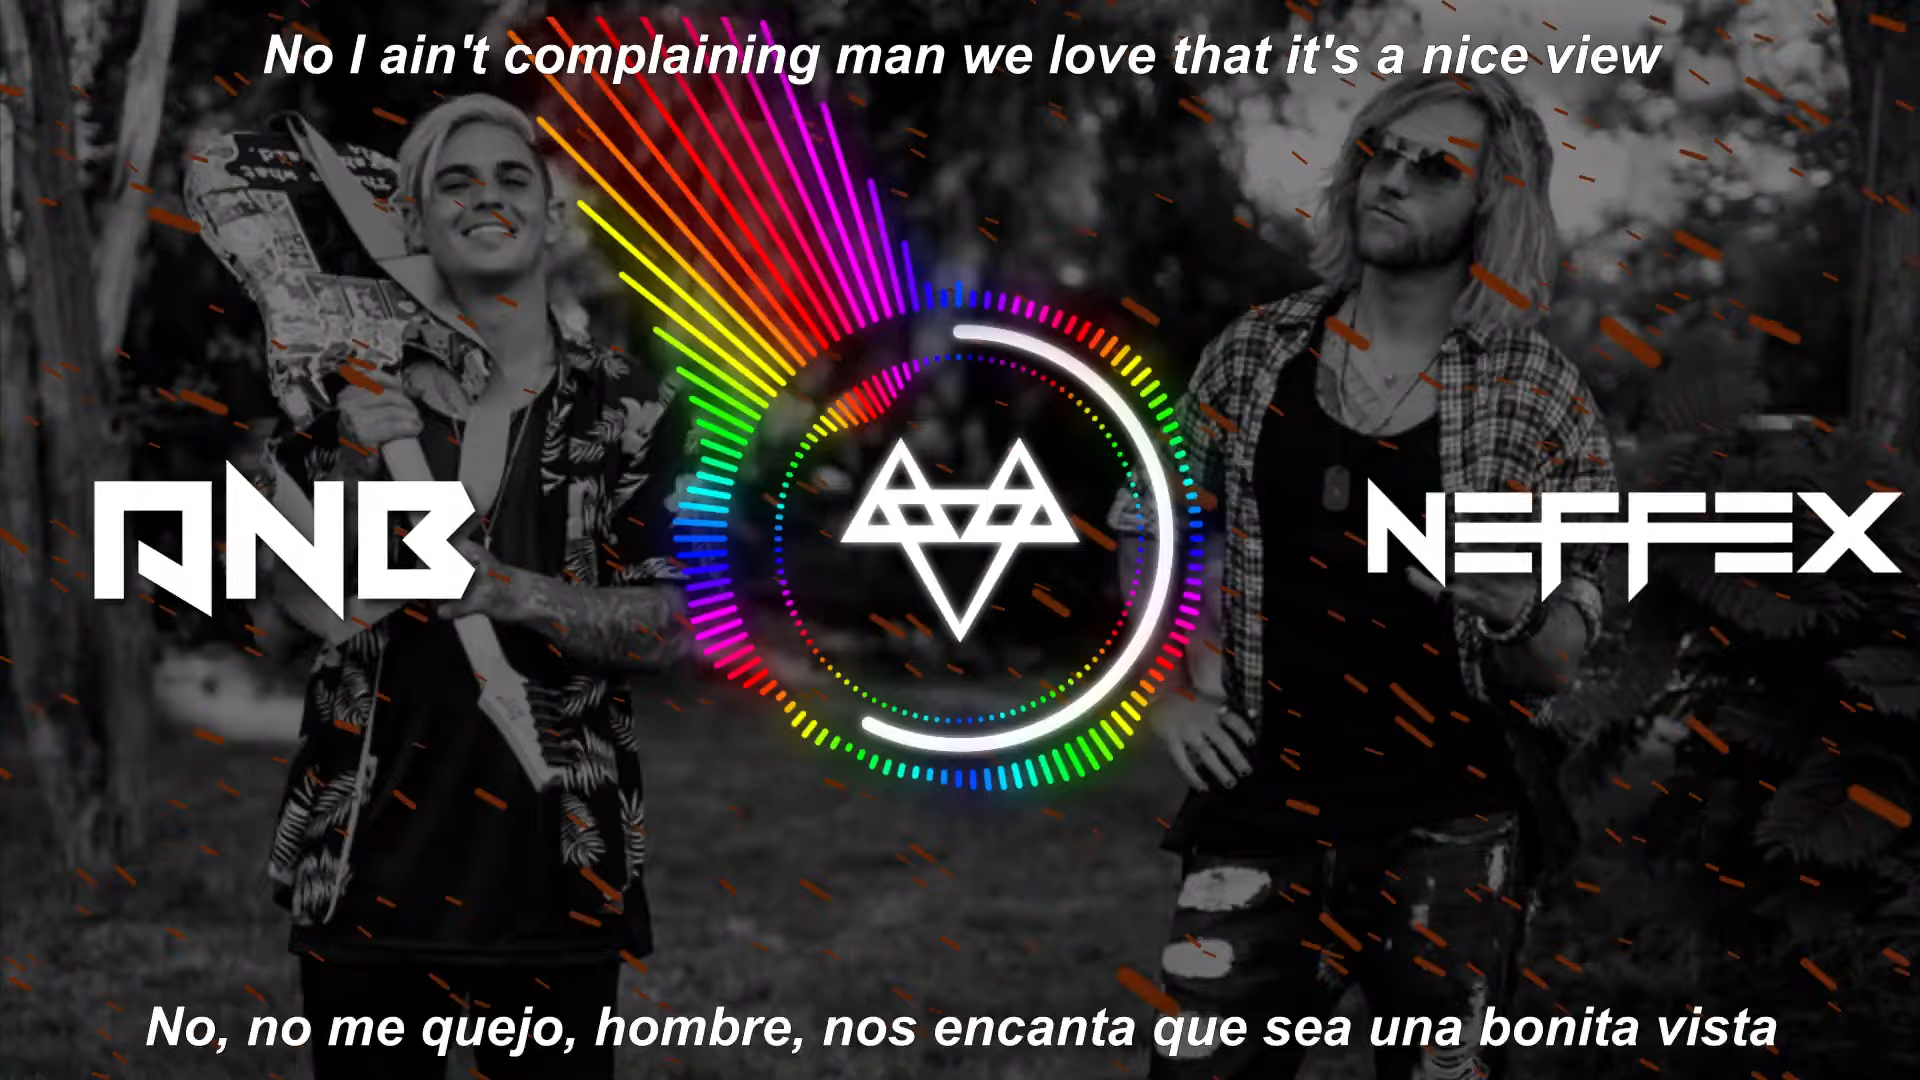 No I ain't complaining man we love that it's a nice view
ANB
NEFFEX
No, no me quejo, hombre, nos encanta que sea una bonita vista